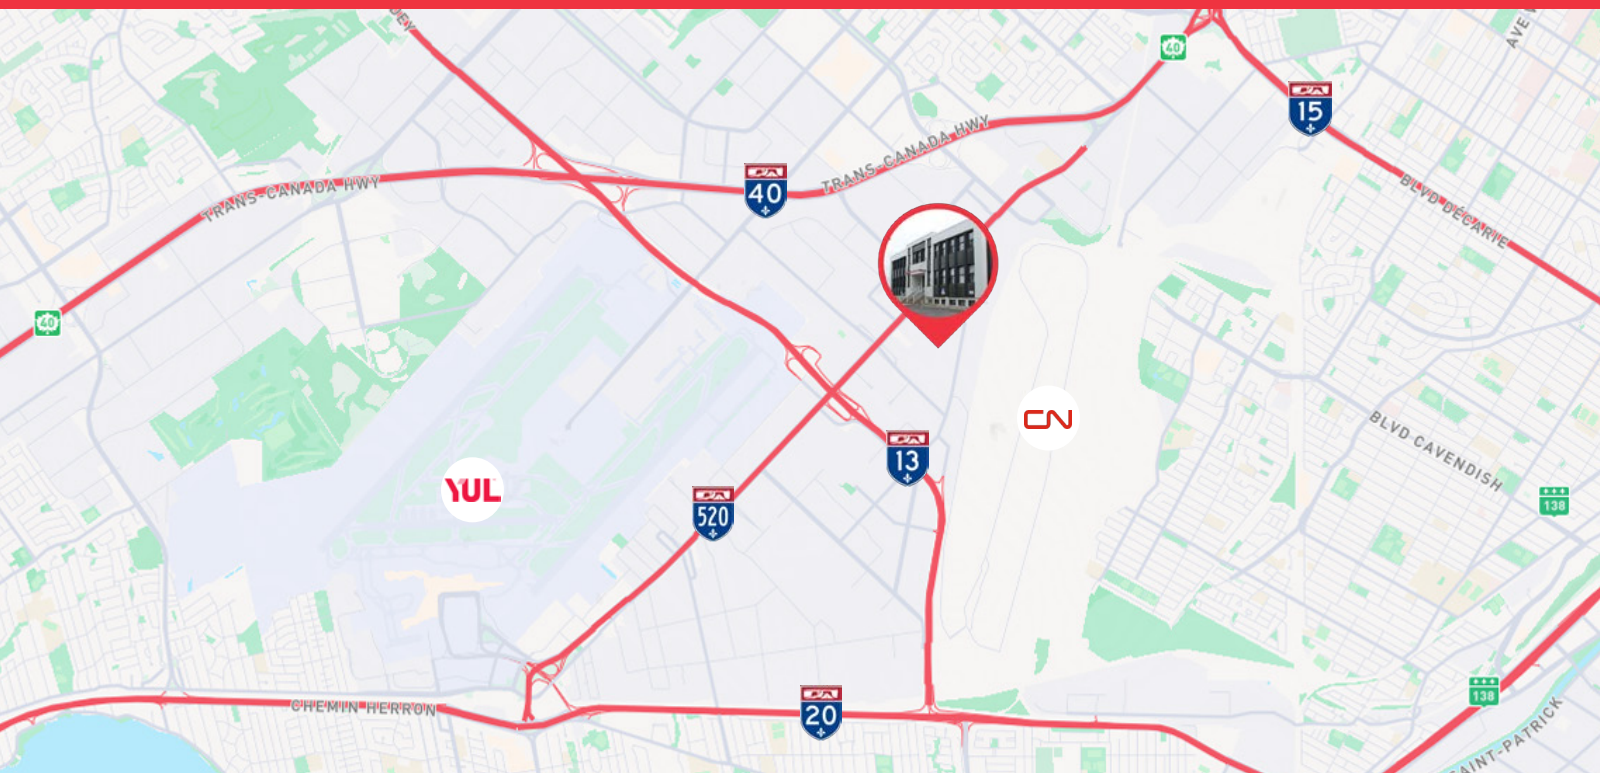 40
AVE
15
TRANS-CANADA HWY
TRANS-CANADA HWY
40
BLVD DÉCARIE
40
CN
BLVD CAVENDISH
13
YUL
520
138
138
CHEMIN HERRON
20
SAINT-PATRICK